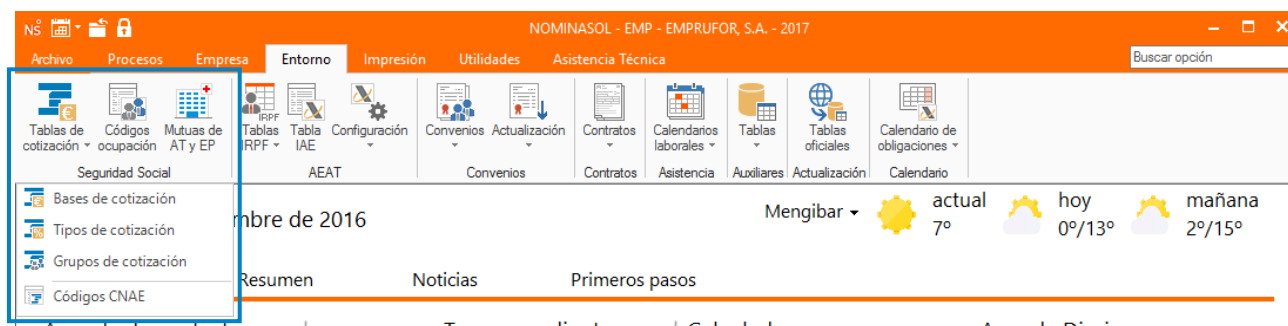 NS
NOMINASOL - EMP - EMPRUFOR, S.A. - 2017
Archivo Procesos Empresa Entorno Impresión Utilidades Asistencia Técnica Buscar opción
IRPF
Tablas de cotización Códigos ocupación Mutuas de AT y EP Tablas IRPF Tabla IAE Configuración Convenios Actualización Contratos Calendarios laborales Tablas Tablas oficiales Calendario de obligaciones
Seguridad Social AEAT Convenios Contratos Asistencia Auxiliares Actualización Calendario
Bases de cotización
Tipos de cotización
Grupos de cotización
Códigos CNAE
mbre de 2016
Mengibar actual 7º hoy 0º/13º mañana 2º/15º
Resumen Noticias Primeros pasos